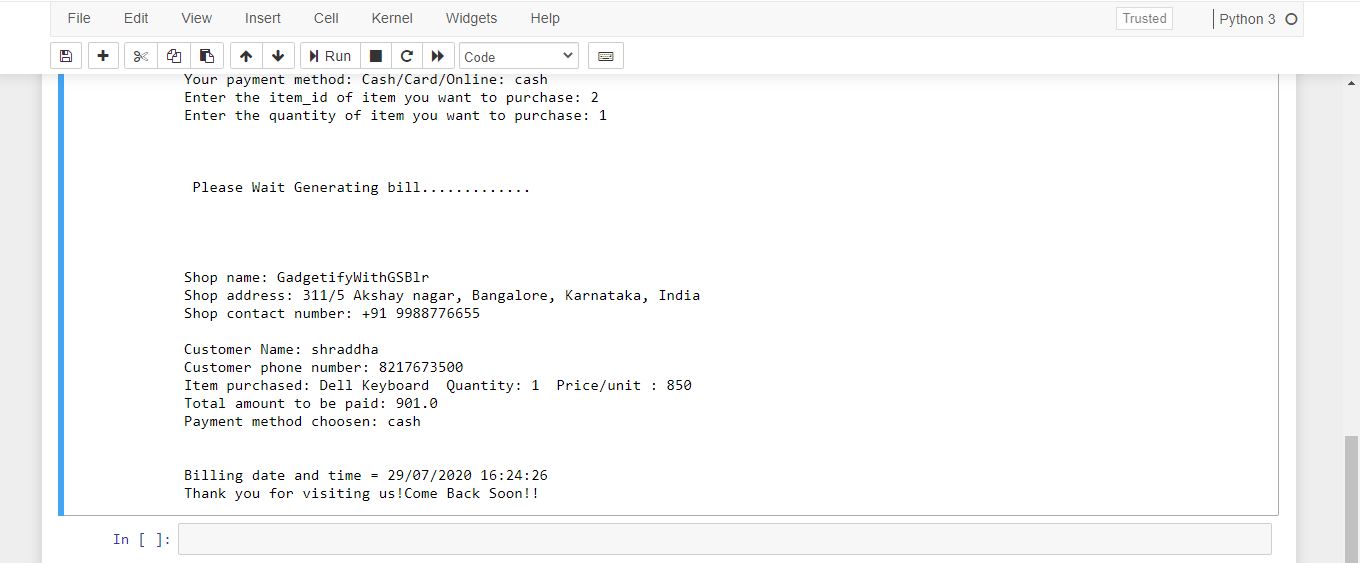 File Edit View Insert Cell Kernel Widgets Help Trusted Python 3
Run Code
Your payment method: Cash/Card/Online: cash
Enter the item_id of item you want to purchase: 2
Enter the quantity of item you want to purchase: 1
Please Wait Generating bill.............
Shop name: GadgetifyWithGSBlr
Shop address: 311/5 Akshay nagar, Bangalore, Karnataka, India
Shop contact number: +91 9988776655
Customer Name: shraddha
Customer phone number: 8217673500
Item purchased: Dell Keyboard  Quantity: 1  Price/unit : 850
Total amount to be paid: 901.0
Payment method choosen: cash
Billing date and time = 29/07/2020 16:24:26
Thank you for visiting us!Come Back Soon!!
In [ ]: